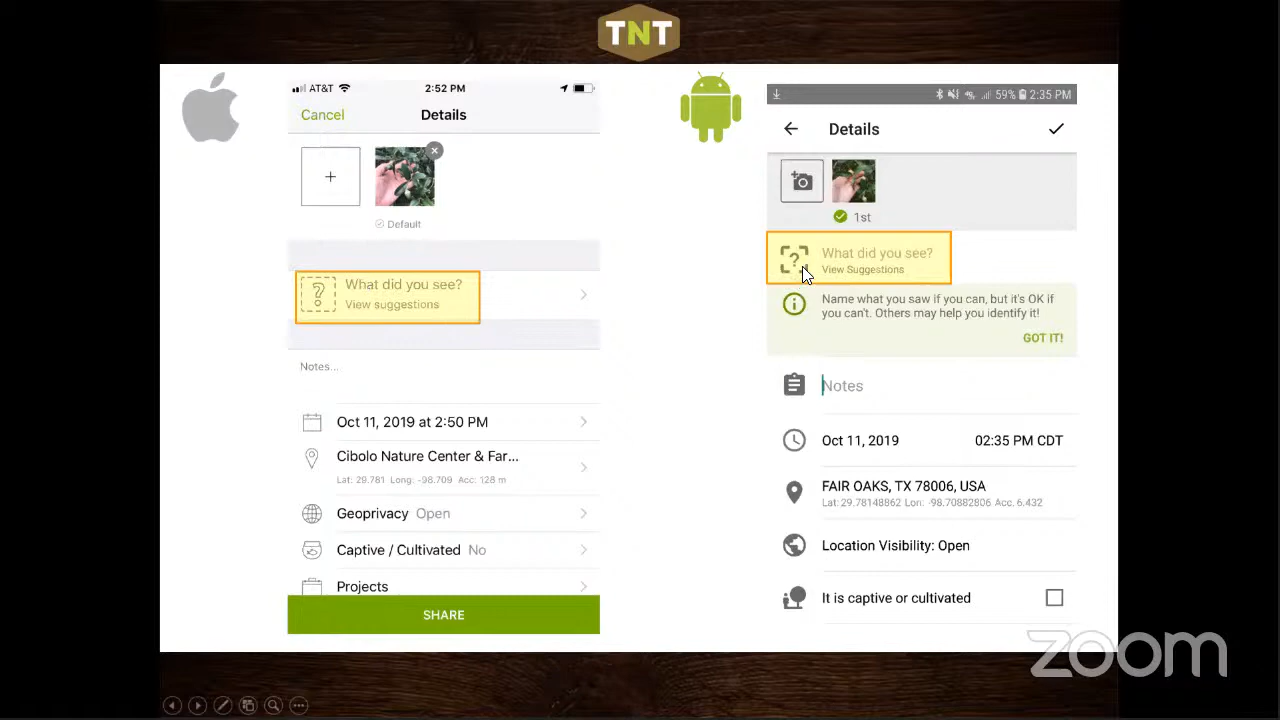 TNT
AT&T
2:52 PM
Cancel
Details
+
Default
What did you see?
View suggestions
Notes...
Oct 11, 2019 at 2:50 PM
Cibolo Nature Center & Far...
Lat: 29.781 Long: -98.709 Acc: 128 m
Geoprivacy Open
Captive / Cultivated No
Projects
SHARE
59% 2:35 PM
Details
1st
What did you see?
View Suggestions
Name what you saw if you can, but it's OK if
you can't. Others may help you identify it!
GOT IT!
Notes
Oct 11, 2019 02:35 PM CDT
FAIR OAKS, TX 78006, USA
Lat:29.78148862 Lon: -98.70882806 Acc: 6.432
Location Visibility: Open
It is captive or cultivated
zoom